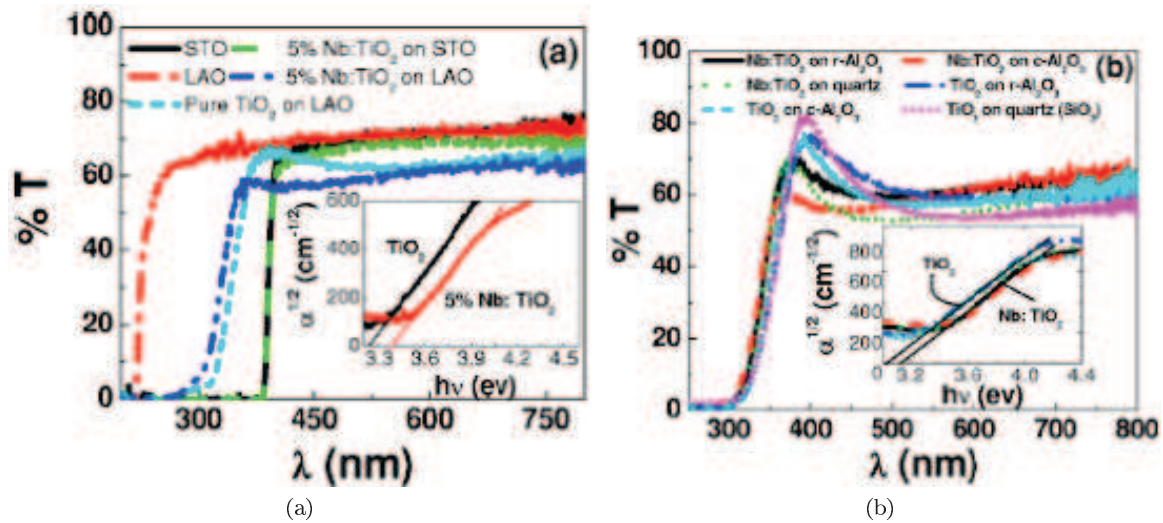 100
80
60
40
20
0
% T
STO
5% Nb:TiO₂ on STO
(a)
LAO
5% Nb:TiO₂ on LAO
Pure TiO₂ on LAO
600
400
200
0
α^1/2 (cm^-1/2)
TiO₂
5% Nb: TiO₂
3.3 3.6 3.9 4.2 4.5
hν (ev)
300 450 600 750
λ (nm)
(a)
100
80
60
40
20
0
% T
Nb:TiO₂ on r-Al₂O₃
Nb:TiO₂ on c-Al₂O₃
(b)
Nb:TiO₂ on quartz
TiO₂ on r-Al₂O₃
TiO₂ on c-Al₂O₃
TiO₂ on quartz (SiO₂)
800
600
400
200
0
α^1/2 (cm^-1/2)
TiO₂
Nb: TiO₂
3.2 3.6 4.0 4.4
hν (ev)
300 400 500 600 700 800
λ (nm)
(b)